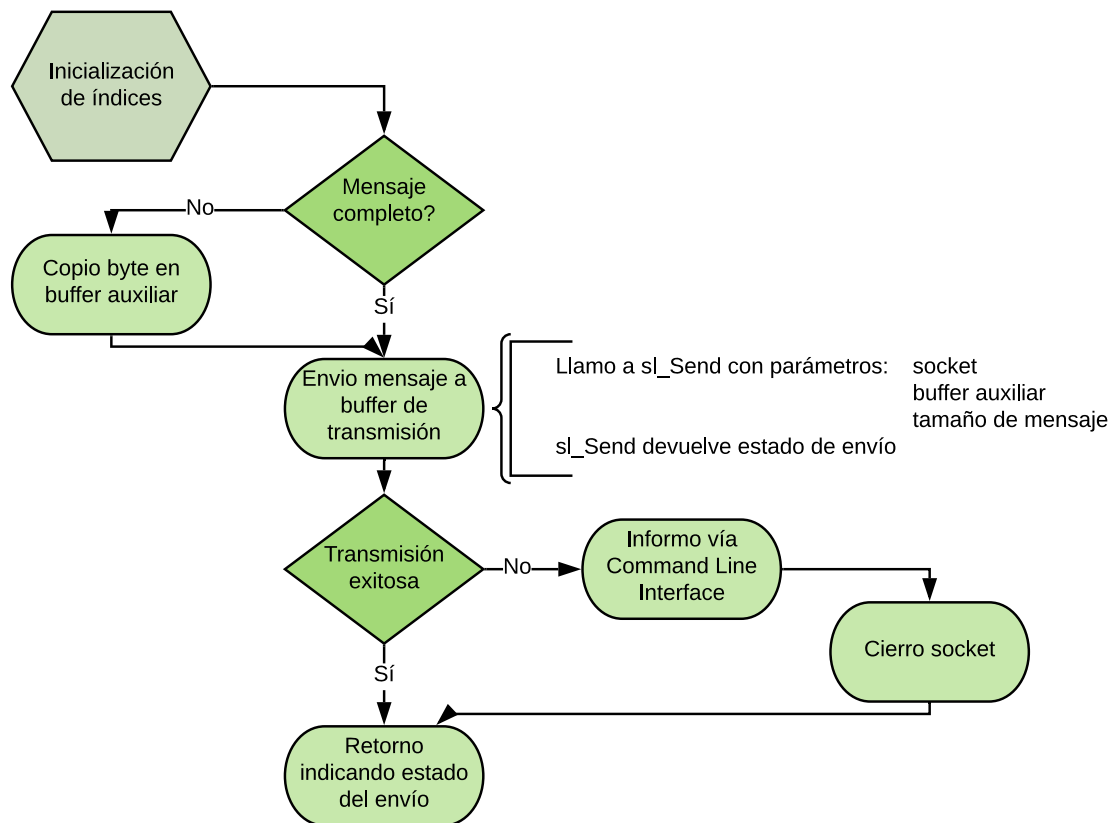 Inicialización
de índices
Mensaje
completo?
No
Copio byte en
buffer auxiliar
Sí
Envio mensaje a
buffer de
transmisión
Llamo a sl_Send con parámetros: socket
buffer auxiliar
tamaño de mensaje
sl_Send devuelve estado de envío
Transmisión
exitosa
No
Informo vía
Command Line
Interface
Cierro socket
Sí
Retorno
indicando estado
del envío